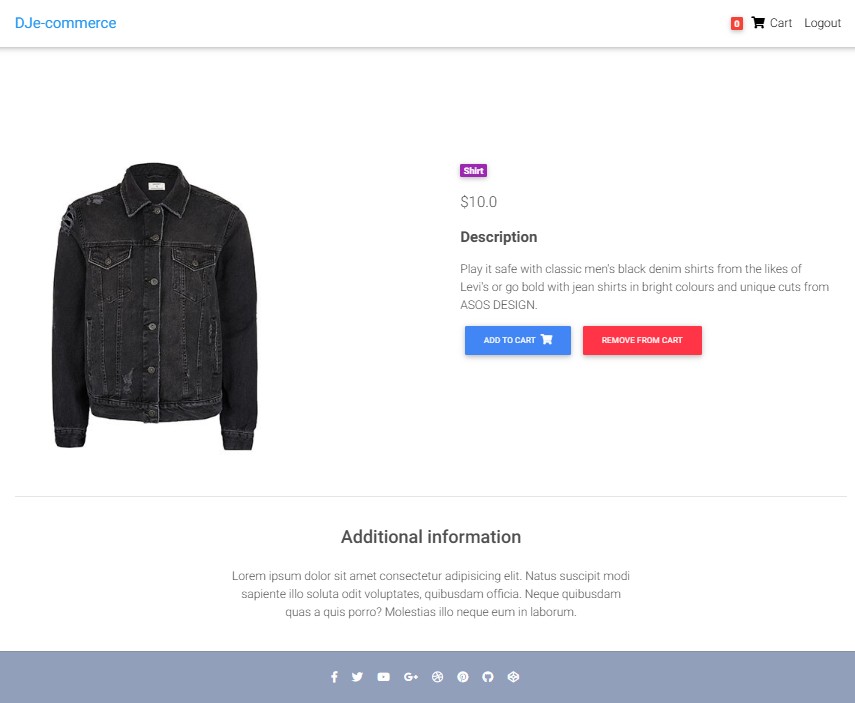 DJe-commerce
0 Cart Logout
Shirt
$10.0
Description
Play it safe with classic men's black denim shirts from the likes of
Levi's or go bold with jean shirts in bright colours and unique cuts from
ASOS DESIGN.
ADD TO CART
REMOVE FROM CART
Additional information
Lorem ipsum dolor sit amet consectetur adipisicing elit. Natus suscipit modi
sapiente illo soluta odit voluptates, quibusdam officia. Neque quibusdam
quas a quis porro? Molestias illo neque eum in laborum.